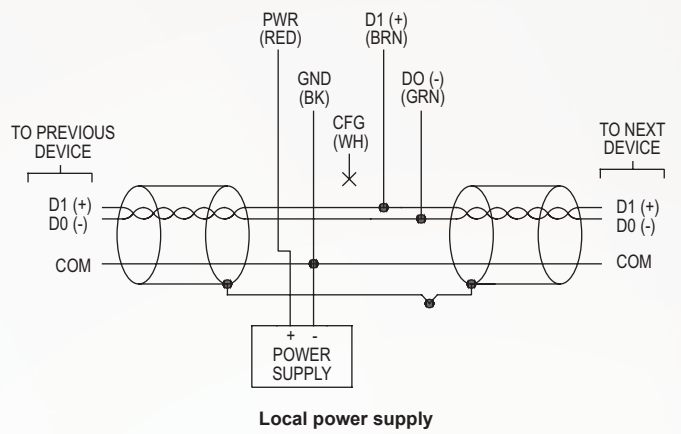 PWR
(RED)
D1 (+)
(BRN)
GND
(BK)
DO (-)
(GRN)
CFG
(WH)
TO PREVIOUS
DEVICE
TO NEXT
DEVICE
D1 (+)
D0 (-)
COM
D1 (+)
D0 (-)
COM
+ -
POWER
SUPPLY
Local power supply